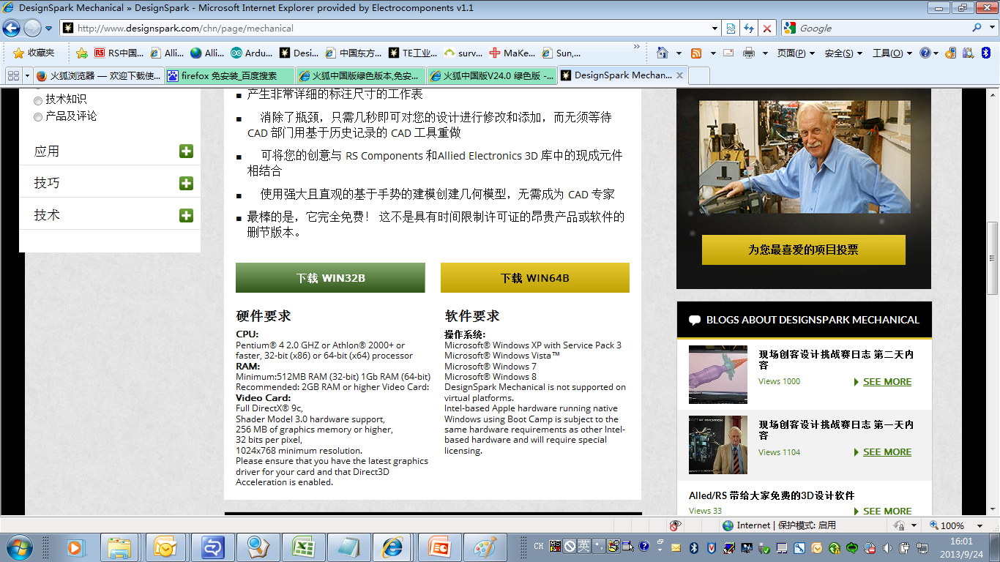 DesignSpark Mechanical » DesignSpark - Microsoft Internet Explorer provided by Electrocomponents v1.1
http://www.designspark.com/chn/page/mechanical
Google
收藏夹
RS中国...
Alli...
Alli...
Ardu...
Desi...
中国东方...
TE工业...
surv...
MaKe...
Sun,...
页面(P)
安全(S)
工具(O)
火狐浏览器 — 欢迎下载使...
firefox 免安装_百度搜索
火狐中国版绿色版本,免安...
火狐中国版V24.0 绿色版 -...
DesignSpark Mechan...
技术知识
产品及评论
应用
技巧
技术
产生非常详细的标注尺寸的工作表
消除了瓶颈，只需几秒即可对您的设计进行修改和添加，而无须等待
CAD 部门用基于历史记录的 CAD 工具重做
可将您的创意与 RS Components 和Allied Electronics 3D 库中的现成元件
相结合
使用强大且直观的基于手势的建模创建几何模型，无需成为 CAD 专家
最棒的是，它完全免费！ 这不是具有时间限制许可证的昂贵产品或软件的
删节版本。
下载 WIN32B
下载 WIN64B
硬件要求
CPU:
Pentium® 4 2.0 GHZ or Athlon® 2000+ or
faster, 32-bit (x86) or 64-bit (x64) processor
RAM:
Minimum:512MB RAM (32-bit) 1Gb RAM (64-bit)
Recommended: 2GB RAM or higher Video Card:
Video Card:
Full DirectX® 9c,
Shader Model 3.0 hardware support,
256 MB of graphics memory or higher,
32 bits per pixel,
1024x768 minimum resolution.
Please ensure that you have the latest graphics
driver for your card and that Direct3D
Acceleration is enabled.
软件要求
操作系统:
Microsoft® Windows XP with Service Pack 3
Microsoft® Windows Vista™
Microsoft® Windows 7
Microsoft® Windows 8
DesignSpark Mechanical is not supported on
virtual platforms.
Intel-based Apple hardware running native
Windows using Boot Camp is subject to the
same hardware requirements as other Intel-
based hardware and will require special
licensing.
为您最喜爱的项目投票
BLOGS ABOUT DESIGNSPARK MECHANICAL
现场创客设计挑战赛日志 第二天内
容
Views 1000
SEE MORE
现场创客设计挑战赛日志 第一天内
容
Views 1104
SEE MORE
Alled/RS 带给大家免费的3D设计软件
Views 33
SEE MORE
Internet | 保护模式: 启用
100%
CH
英
16:01
2013/9/24